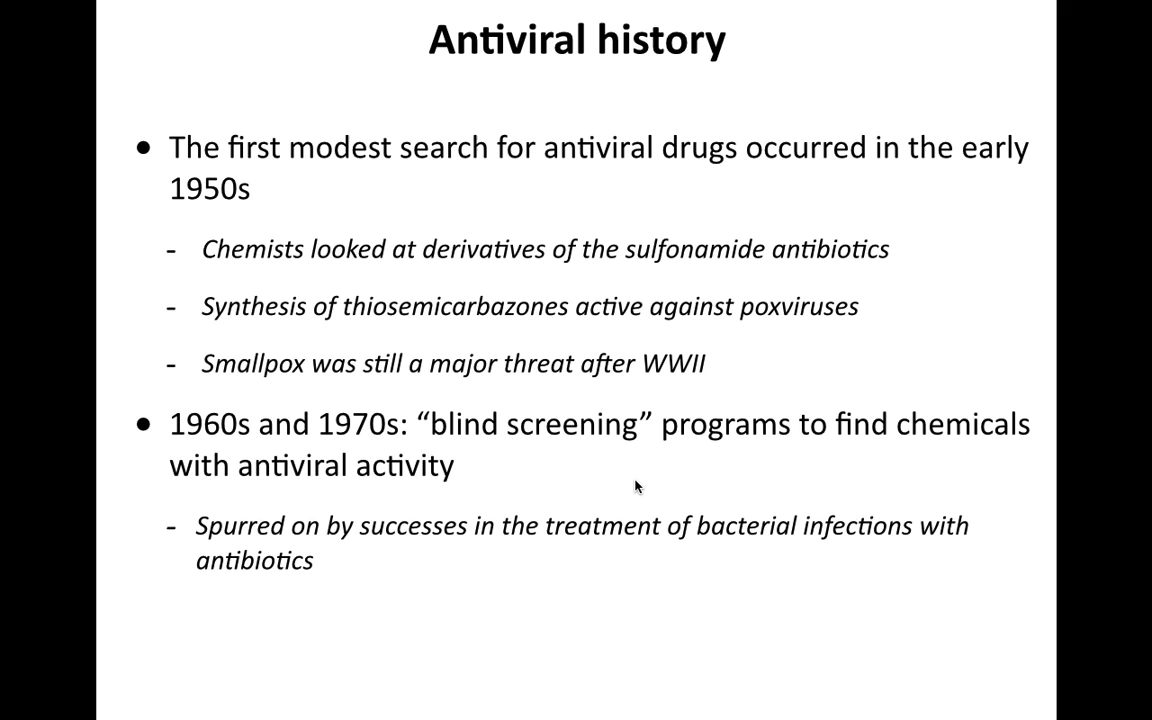 Antiviral history
• The first modest search for antiviral drugs occurred in the early
1950s
- Chemists looked at derivatives of the sulfonamide antibiotics
- Synthesis of thiosemicarbazones active against poxviruses
- Smallpox was still a major threat after WWII
• 1960s and 1970s: “blind screening” programs to find chemicals
with antiviral activity
- Spurred on by successes in the treatment of bacterial infections with
antibiotics